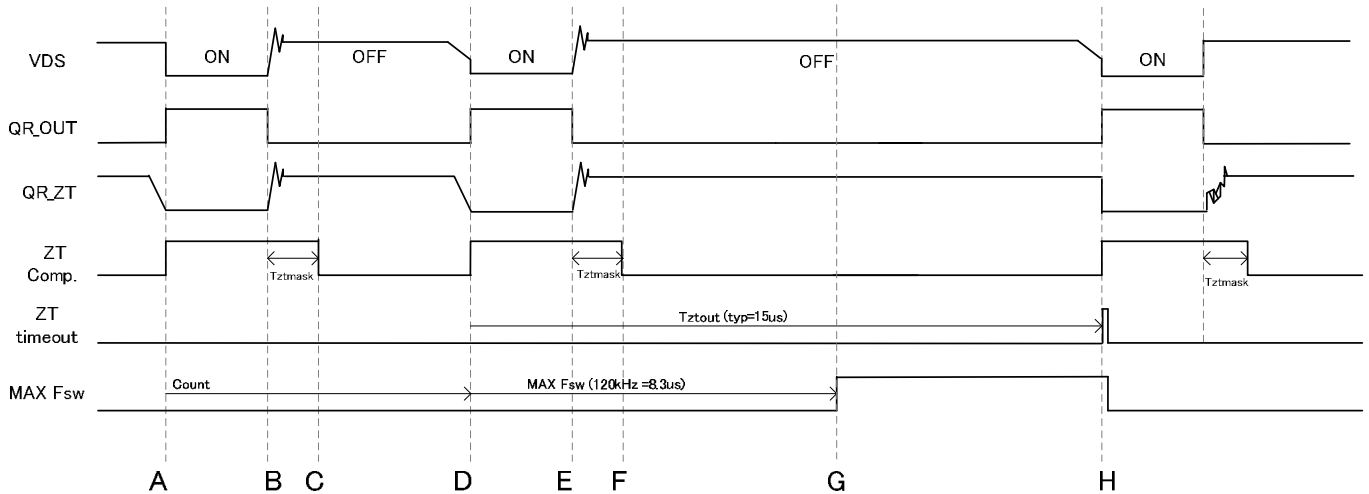 VDS
ON
OFF
ON
OFF
ON
QR_OUT
QR_ZT
ZT
Comp.
Tztmask
Tztmask
Tztmask
ZT
timeout
Tztout (typ=15us)
MAX Fsw
Count
MAX Fsw (120kHz =8.3us)
A
B
C
D
E
F
G
H